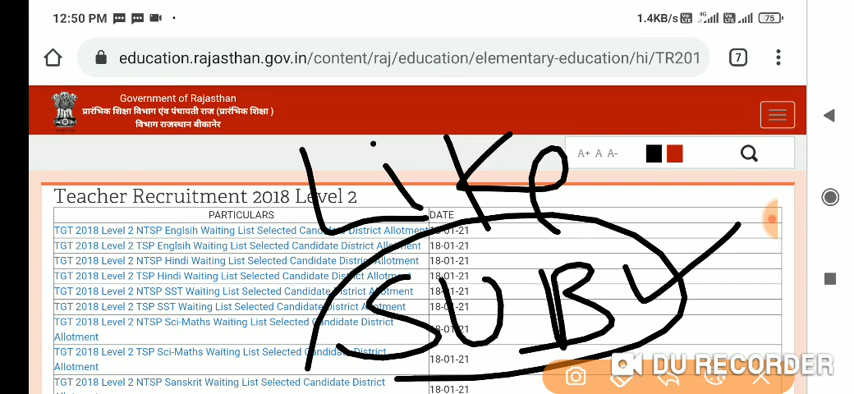 12:50 PM 1.4KB/s 4G 75
education.rajasthan.gov.in/content/raj/education/elementary-education/hi/TR201 7
Government of Rajasthan
प्रारंभिक शिक्षा विभाग एंव पंचायती राज (प्रारंभिक शिक्षा )
विभाग राजस्थान बीकानेर
A+ A A-
Like
Teacher Recruitment 2018 Level 2
PARTICULARS DATE
TGT 2018 Level 2 NTSP Englsih Waiting List Selected Candidate District Allotment 18-01-21
TGT 2018 Level 2 TSP Englsih Waiting List Selected Candidate District Allotment 18-01-21
TGT 2018 Level 2 NTSP Hindi Waiting List Selected Candidate District Allotment 18-01-21
TGT 2018 Level 2 TSP Hindi Waiting List Selected Candidate District Allotment 18-01-21
TGT 2018 Level 2 NTSP SST Waiting List Selected Candidate District Allotment 18-01-21
TGT 2018 Level 2 TSP SST Waiting List Selected Candidate District Allotment 18-01-21
SUB
TGT 2018 Level 2 NTSP Sci-Maths Waiting List Selected Candidate District 18-01-21
Allotment
TGT 2018 Level 2 TSP Sci-Maths Waiting List Selected Candidate District 18-01-21
Allotment
DU RECORDER
TGT 2018 Level 2 NTSP Sanskrit Waiting List Selected Candidate District 18-01-21